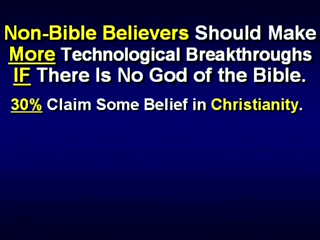 Non-Bible Believers Should Make
More Technological Breakthroughs
IF There Is No God of the Bible.
30% Claim Some Belief in Christianity.